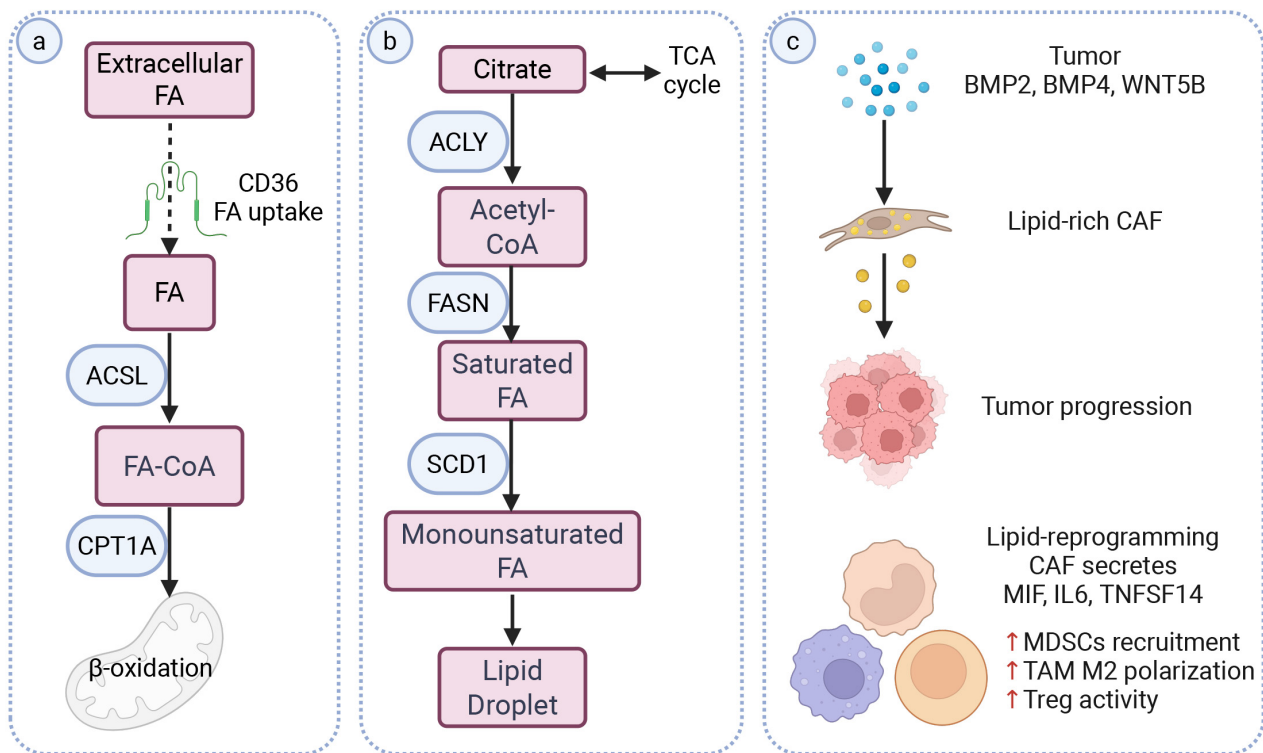 a
Extracellular
FA
CD36
FA uptake
FA
ACSL
FA-CoA
CPT1A
β-oxidation
b
Citrate
TCA
cycle
ACLY
Acetyl-
CoA
FASN
Saturated
FA
SCD1
Monounsaturated
FA
Lipid
Droplet
c
Tumor
BMP2, BMP4, WNT5B
Lipid-rich CAF
Tumor progression
Lipid-reprogramming
CAF secretes
MIF, IL6, TNFSF14
↑MDSCs recruitment
↑TAM M2 polarization
↑Treg activity